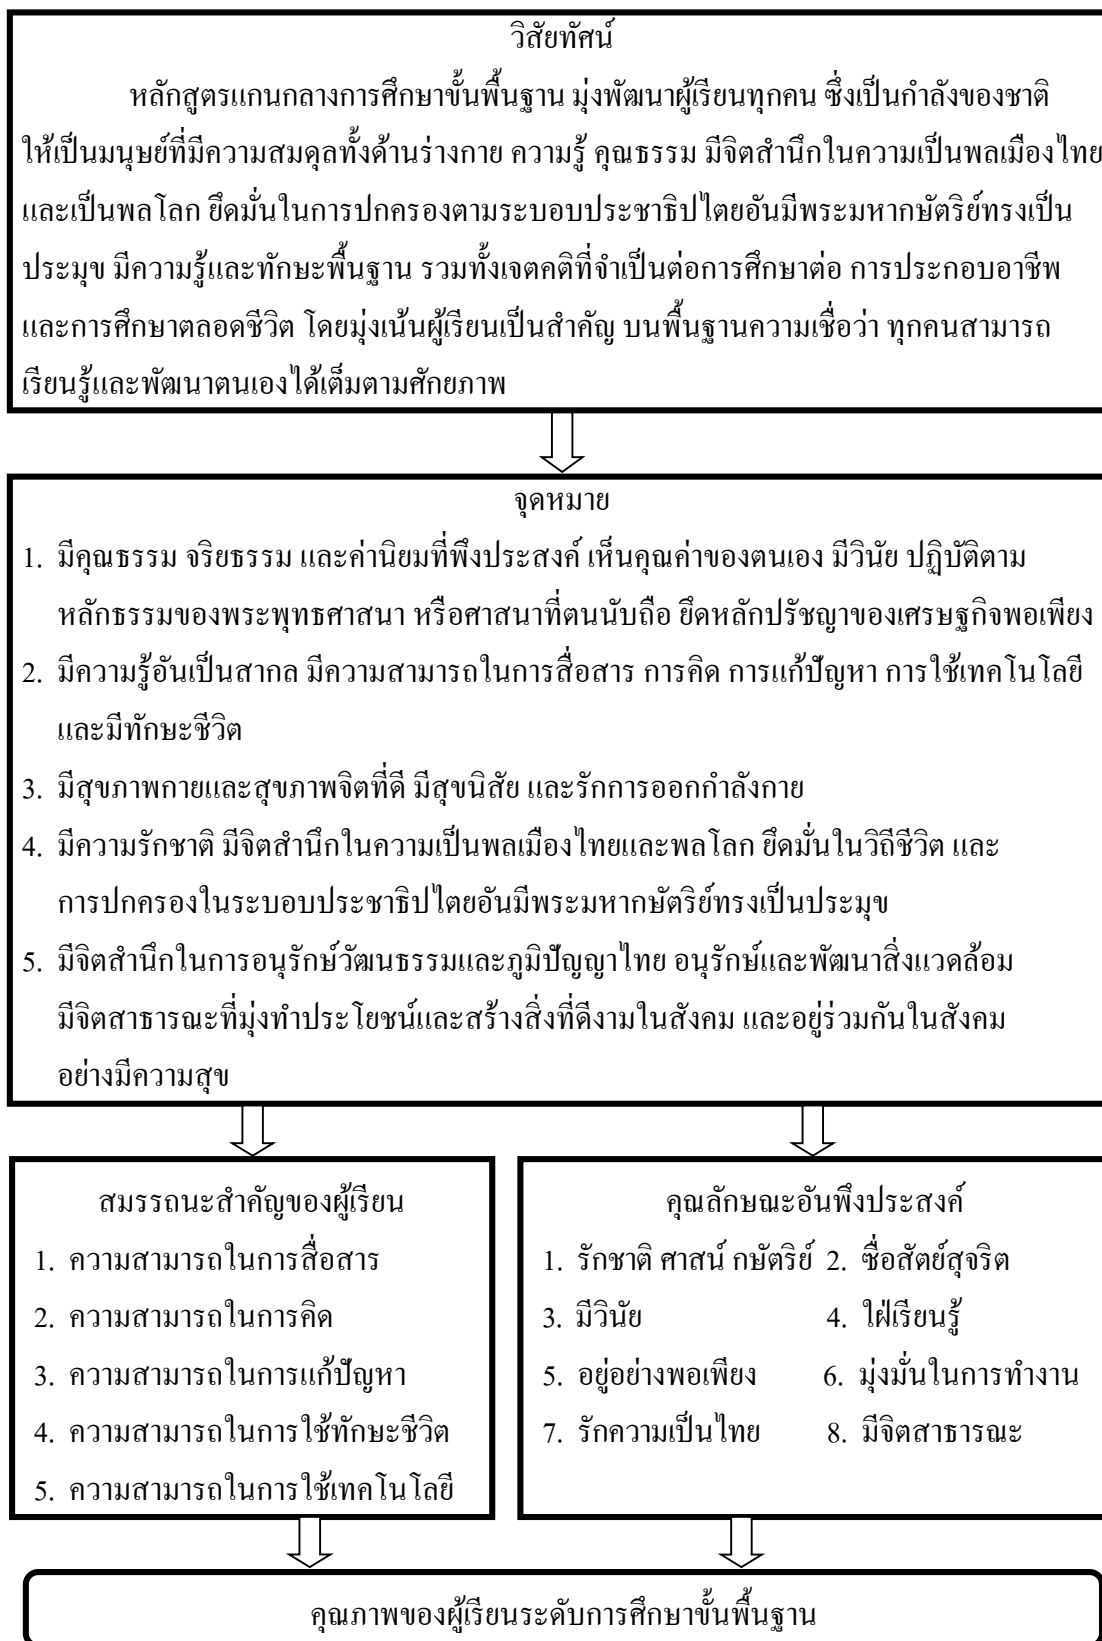 วิสัยทัศน์
หลักสูตรแกนกลางการศึกษาขั้นพื้นฐาน มุ่งพัฒนาผู้เรียนทุกคน ซึ่งเป็นกำลังของชาติ
ให้เป็นมนุษย์ที่มีความสมดุลทั้งด้านร่างกาย ความรู้ คุณธรรม มีจิตสำนึกในความเป็นพลเมืองไทย
และเป็นพลโลก ยึดมั่นในการปกครองตามระบอบประชาธิปไตยอันมีพระมหากษัตริย์ทรงเป็น
ประมุข มีความรู้และทักษะพื้นฐาน รวมทั้งเจตคติที่จำเป็นต่อการศึกษาต่อ การประกอบอาชีพ
และการศึกษาตลอดชีวิต โดยมุ่งเน้นผู้เรียนเป็นสำคัญ บนพื้นฐานความเชื่อว่า ทุกคนสามารถ
เรียนรู้และพัฒนาตนเองได้เต็มตามศักยภาพ
จุดหมาย
1. มีคุณธรรม จริยธรรม และค่านิยมที่พึงประสงค์ เห็นคุณค่าของตนเอง มีวินัย ปฏิบัติตาม
หลักธรรมของพระพุทธศาสนา หรือศาสนาที่ตนนับถือ ยึดหลักปรัชญาของเศรษฐกิจพอเพียง
2. มีความรู้อันเป็นสากล มีความสามารถในการสื่อสาร การคิด การแก้ปัญหา การใช้เทคโนโลยี
และมีทักษะชีวิต
3. มีสุขภาพกายและสุขภาพจิตที่ดี มีสุขนิสัย และรักการออกกำลังกาย
4. มีความรักชาติ มีจิตสำนึกในความเป็นพลเมืองไทยและพลโลก ยึดมั่นในวิถีชีวิต และ
การปกครองในระบอบประชาธิปไตยอันมีพระมหากษัตริย์ทรงเป็นประมุข
5. มีจิตสำนึกในการอนุรักษ์วัฒนธรรมและภูมิปัญญาไทย อนุรักษ์และพัฒนาสิ่งแวดล้อม
มีจิตสาธารณะที่มุ่งทำประโยชน์และสร้างสิ่งที่ดีงามในสังคม และอยู่ร่วมกันในสังคม
อย่างมีความสุข
สมรรถนะสำคัญของผู้เรียน
1. ความสามารถในการสื่อสาร
2. ความสามารถในการคิด
3. ความสามารถในการแก้ปัญหา
4. ความสามารถในการใช้ทักษะชีวิต
5. ความสามารถในการใช้เทคโนโลยี
คุณลักษณะอันพึงประสงค์
1. รักชาติ ศาสน์ กษัตริย์ 2. ซื่อสัตย์สุจริต
3. มีวินัย 4. ใฝ่เรียนรู้
5. อยู่อย่างพอเพียง 6. มุ่งมั่นในการทำงาน
7. รักความเป็นไทย 8. มีจิตสาธารณะ
คุณภาพของผู้เรียนระดับการศึกษาขั้นพื้นฐาน